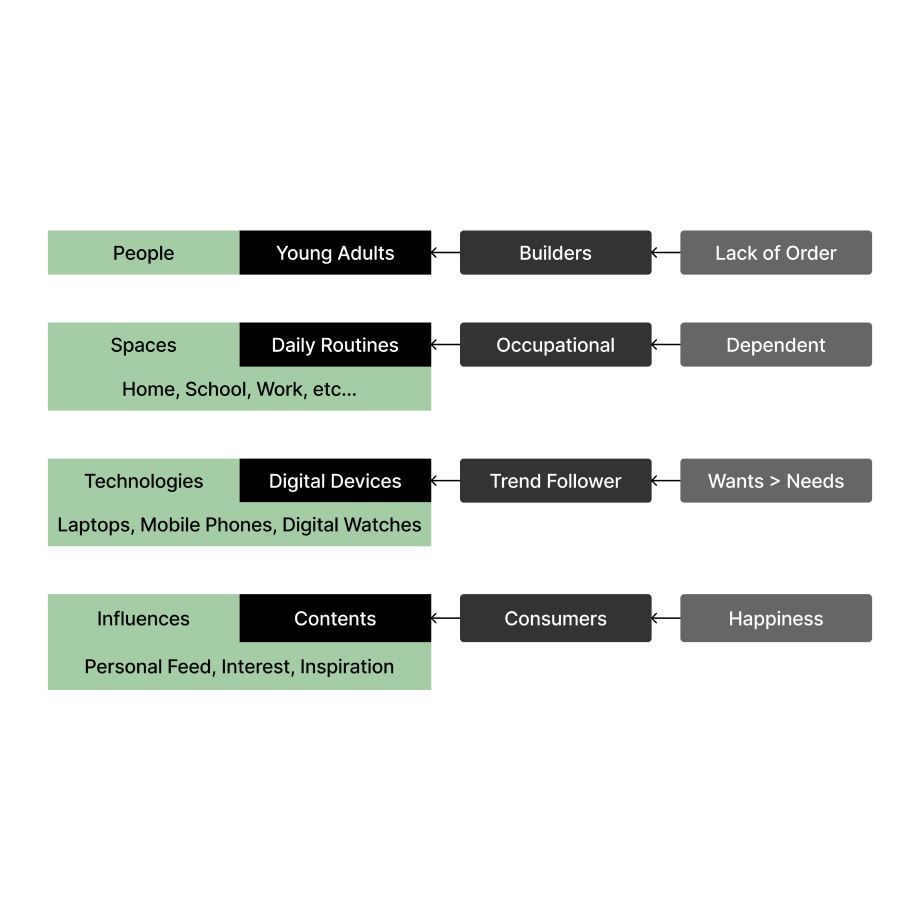 People Young Adults Builders Lack of Order
Spaces Daily Routines Occupational Dependent
Home, School, Work, etc...
Technologies Digital Devices Trend Follower Wants > Needs
Laptops, Mobile Phones, Digital Watches
Influences Contents Consumers Happiness
Personal Feed, Interest, Inspiration